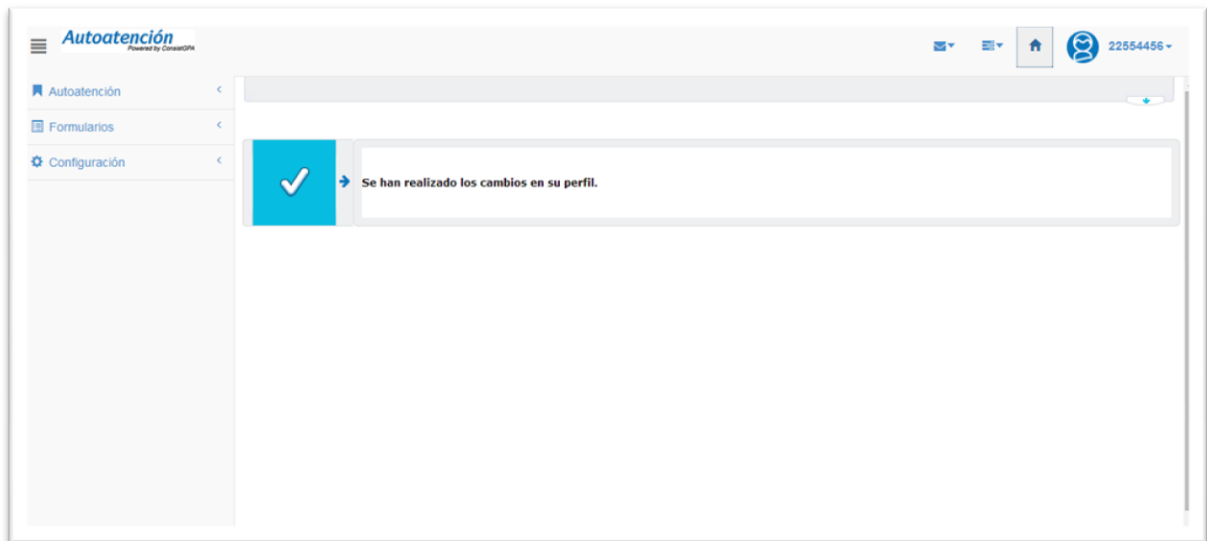 Autoatención
Powered by ConsistGPA
22554456
Autoatención
Formularios
Configuración
Se han realizado los cambios en su perfil.